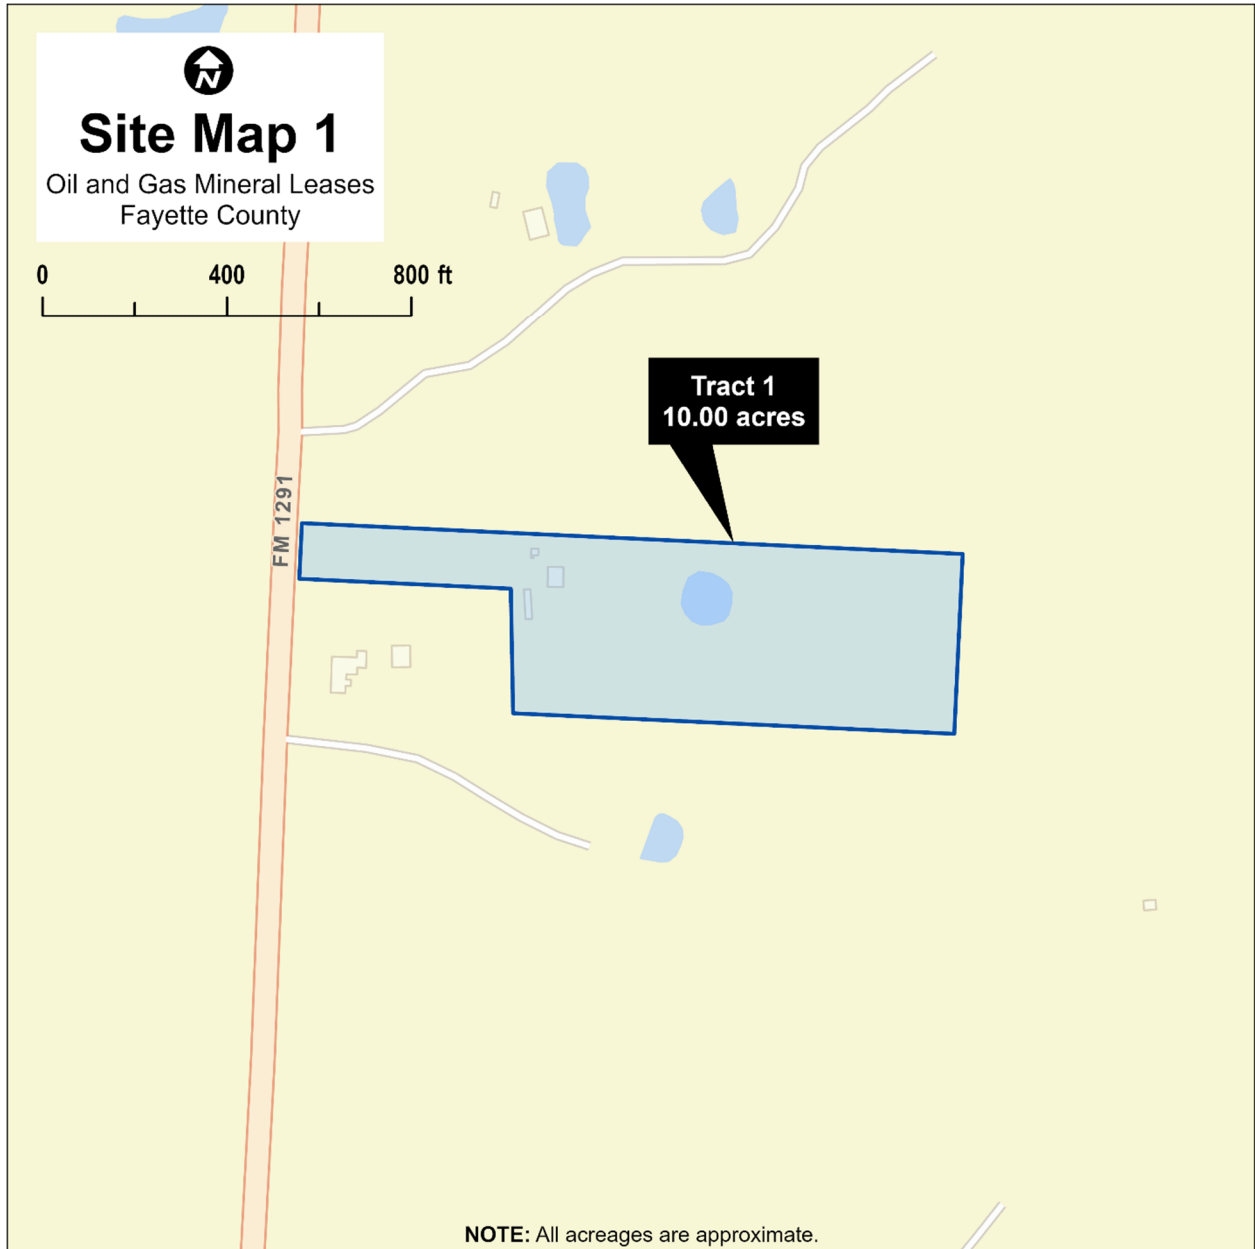 N
Site Map 1
Oil and Gas Mineral Leases
Fayette County
0 400 800 ft
Tract 1
10.00 acres
FM 1291
NOTE: All acreages are approximate.